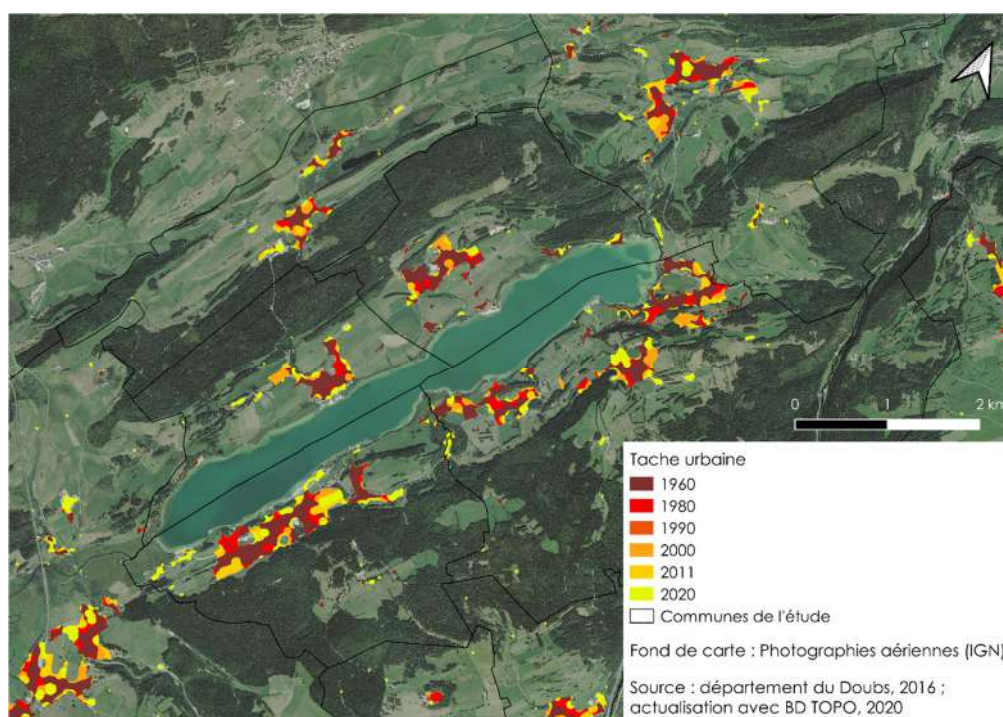 0 1 2 km
Tache urbaine
1960
1980
1990
2000
2011
2020
Communes de l'étude
Fond de carte : Photographies aériennes (IGN)
Source : département du Doubs, 2016 ;
actualisation avec BD TOPO, 2020